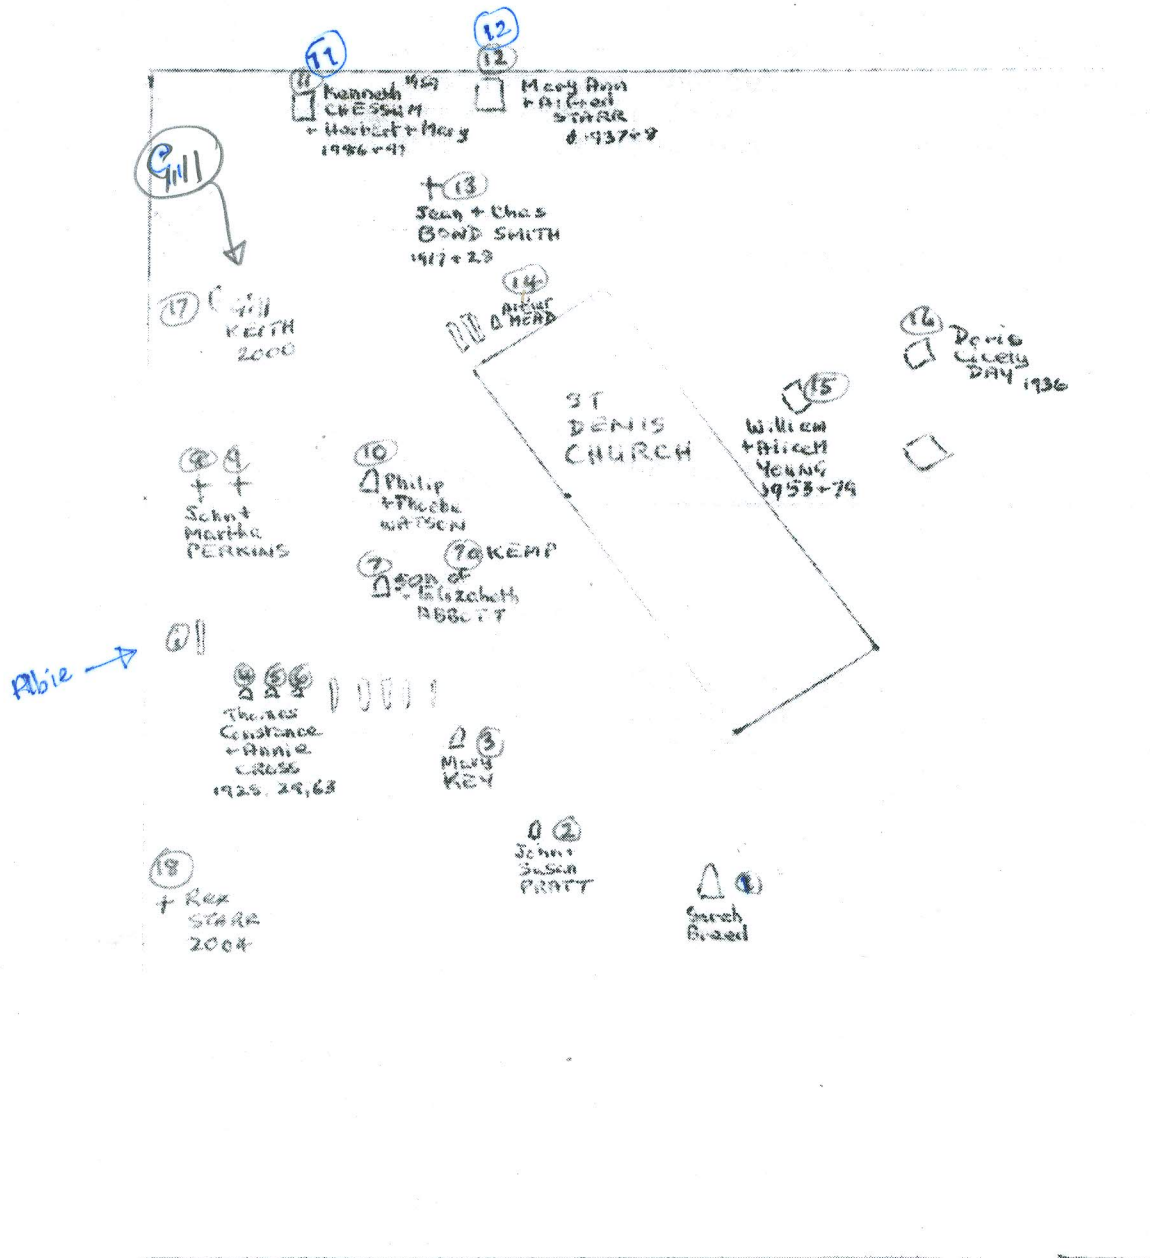 12
11
12
11
Kenneth 1959
CHESSUM
+ Herbert + Mary
1986 + 91
Mary Ann
+ Alfred
STARR
1937+8
Gill
13
Jean + Chas
BOND SMITH
1917 + 28
14
Arthur
MEAD
17
Gill
KEITH
2000
16
Doris
Cicely
DAY 1936
15
William
+ Alice M
YOUNG
1953+74
ST
DENIS
CHURCH
8 9
John +
Martha
PERKINS
10
Philip
+ Phoebe
WATSON
7a KEMP
7
son of
Elizabeth
ABBOTT
Albie
4 5 6
Thomas
Constance
+ Annie
CROSS
1925, 29, 63
3
Mary
KEY
2
John +
Susan
PRATT
1
Sarah
Breed
18
+ Rex
STARR
2004